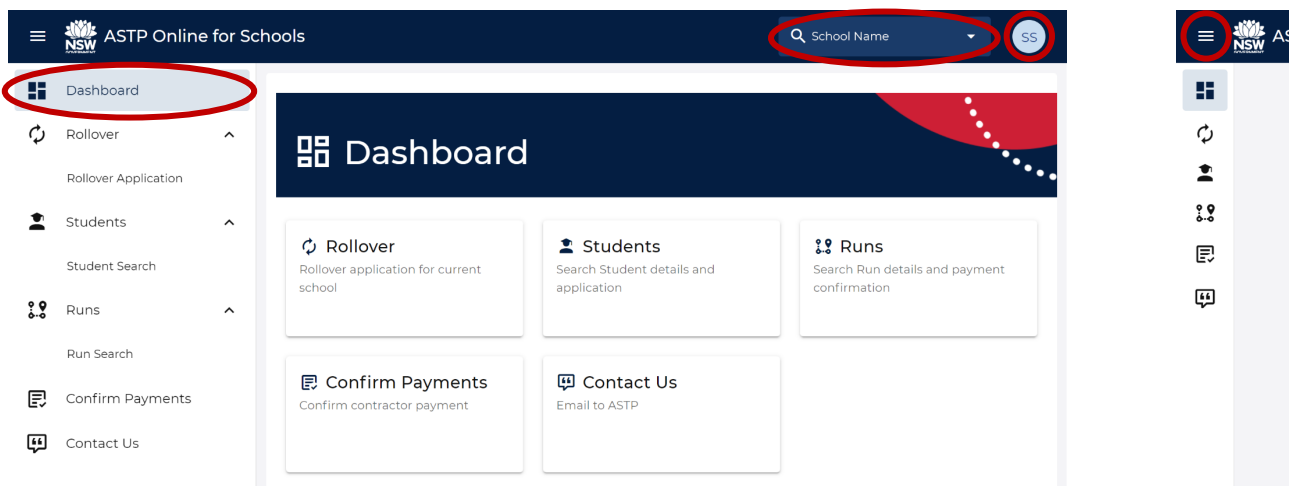 NSW ASTP Online for Schools
School Name
SS
Dashboard
Rollover
Rollover Application
Students
Student Search
Runs
Run Search
Confirm Payments
Contact Us
Dashboard
Rollover
Rollover application for current
school
Students
Search Student details and
application
Runs
Search Run details and payment
confirmation
Confirm Payments
Confirm contractor payment
Contact Us
Email to ASTP
NSW AS